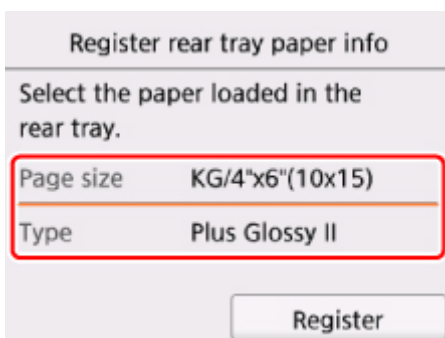 Register rear tray paper info
Select the paper loaded in the
rear tray.
Page size KG/4"x6"(10x15)
Type Plus Glossy II
Register